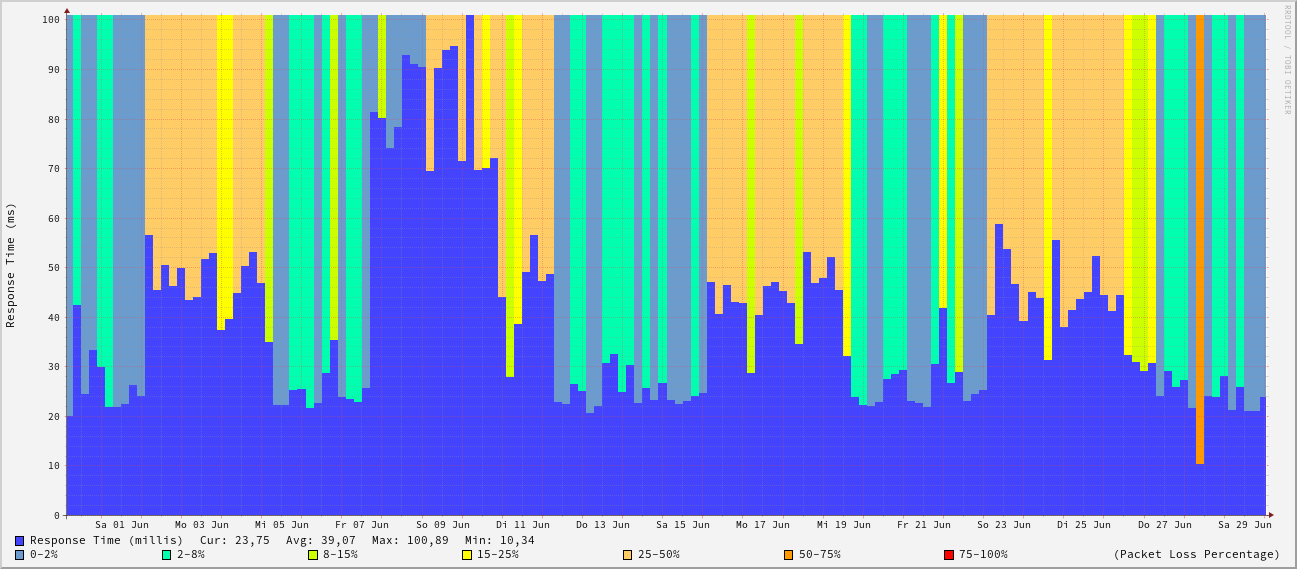 RRDTOOL / TOBI OETIKER
Response Time (ms)
100
90
80
70
60
50
40
30
20
10
0
Sa 01 Jun Mo 03 Jun Mi 05 Jun Fr 07 Jun So 09 Jun Di 11 Jun Do 13 Jun Sa 15 Jun Mo 17 Jun Mi 19 Jun Fr 21 Jun So 23 Jun Di 25 Jun Do 27 Jun Sa 29 Jun
Response Time (millis) Cur: 23,75 Avg: 39,07 Max: 100,89 Min: 10,34
0-2% 2-8% 8-15% 15-25% 25-50% 50-75% 75-100% (Packet Loss Percentage)